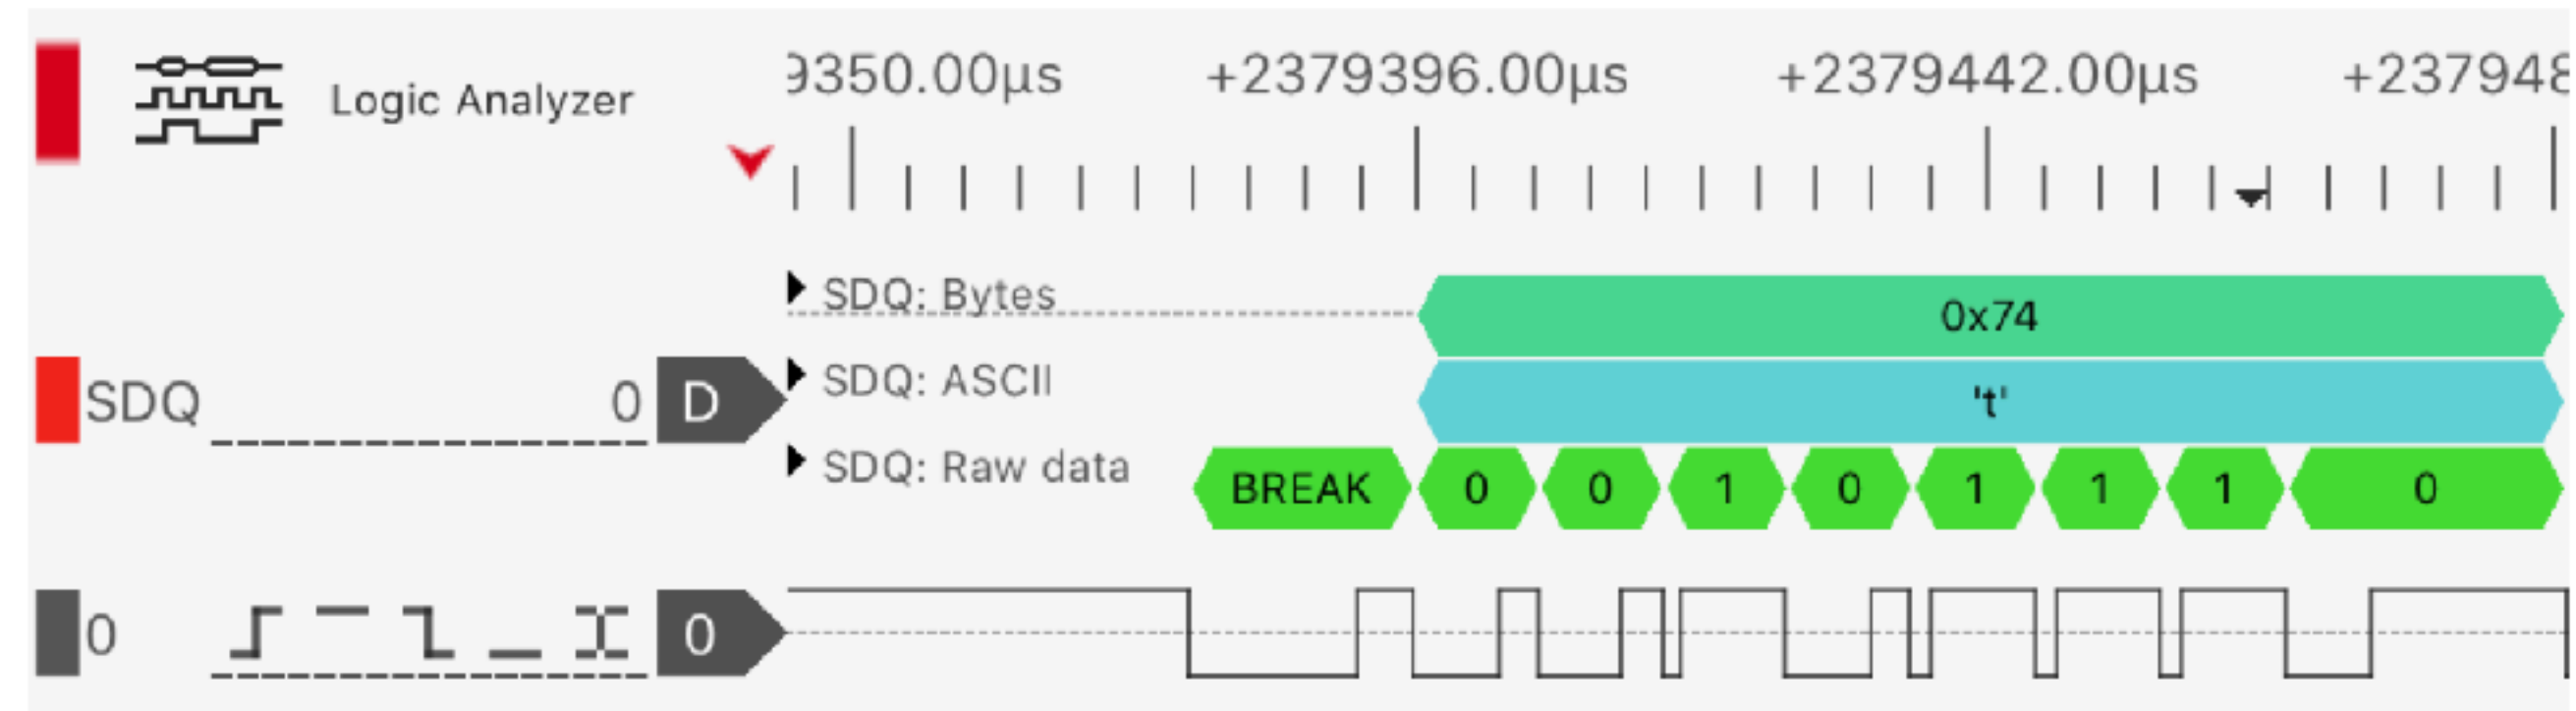 Logic Analyzer
9350.00µs +2379396.00µs +2379442.00µs +237948
SDQ: Bytes 0x74
SDQ 0 D SDQ: ASCII 't'
SDQ: Raw data BREAK 0 0 1 0 1 1 1 0
0 0